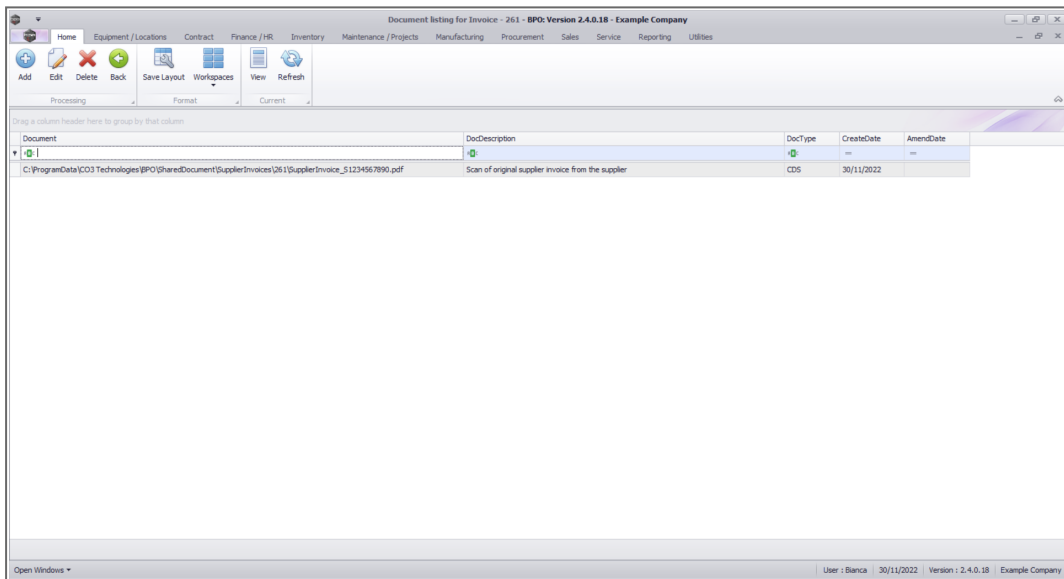 Document listing for Invoice - 261 - BPO: Version 2.4.0.18 - Example Company
Home Equipment / Locations Contract Finance / HR Inventory Maintenance / Projects Manufacturing Procurement Sales Service Reporting Utilities
Add Edit Delete Back Save Layout Workspaces View Refresh
Processing Format Current
Drag a column header here to group by that column
Document DocDescription DocType CreateDate AmendDate
C:\ProgramData\CO3 Technologies\BPO\SharedDocument\SupplierInvoices\261\SupplierInvoice_S1234567890.pdf Scan of original supplier invoice from the supplier CDS 30/11/2022
Open Windows User : Bianca 30/11/2022 Version : 2.4.0.18 Example Company